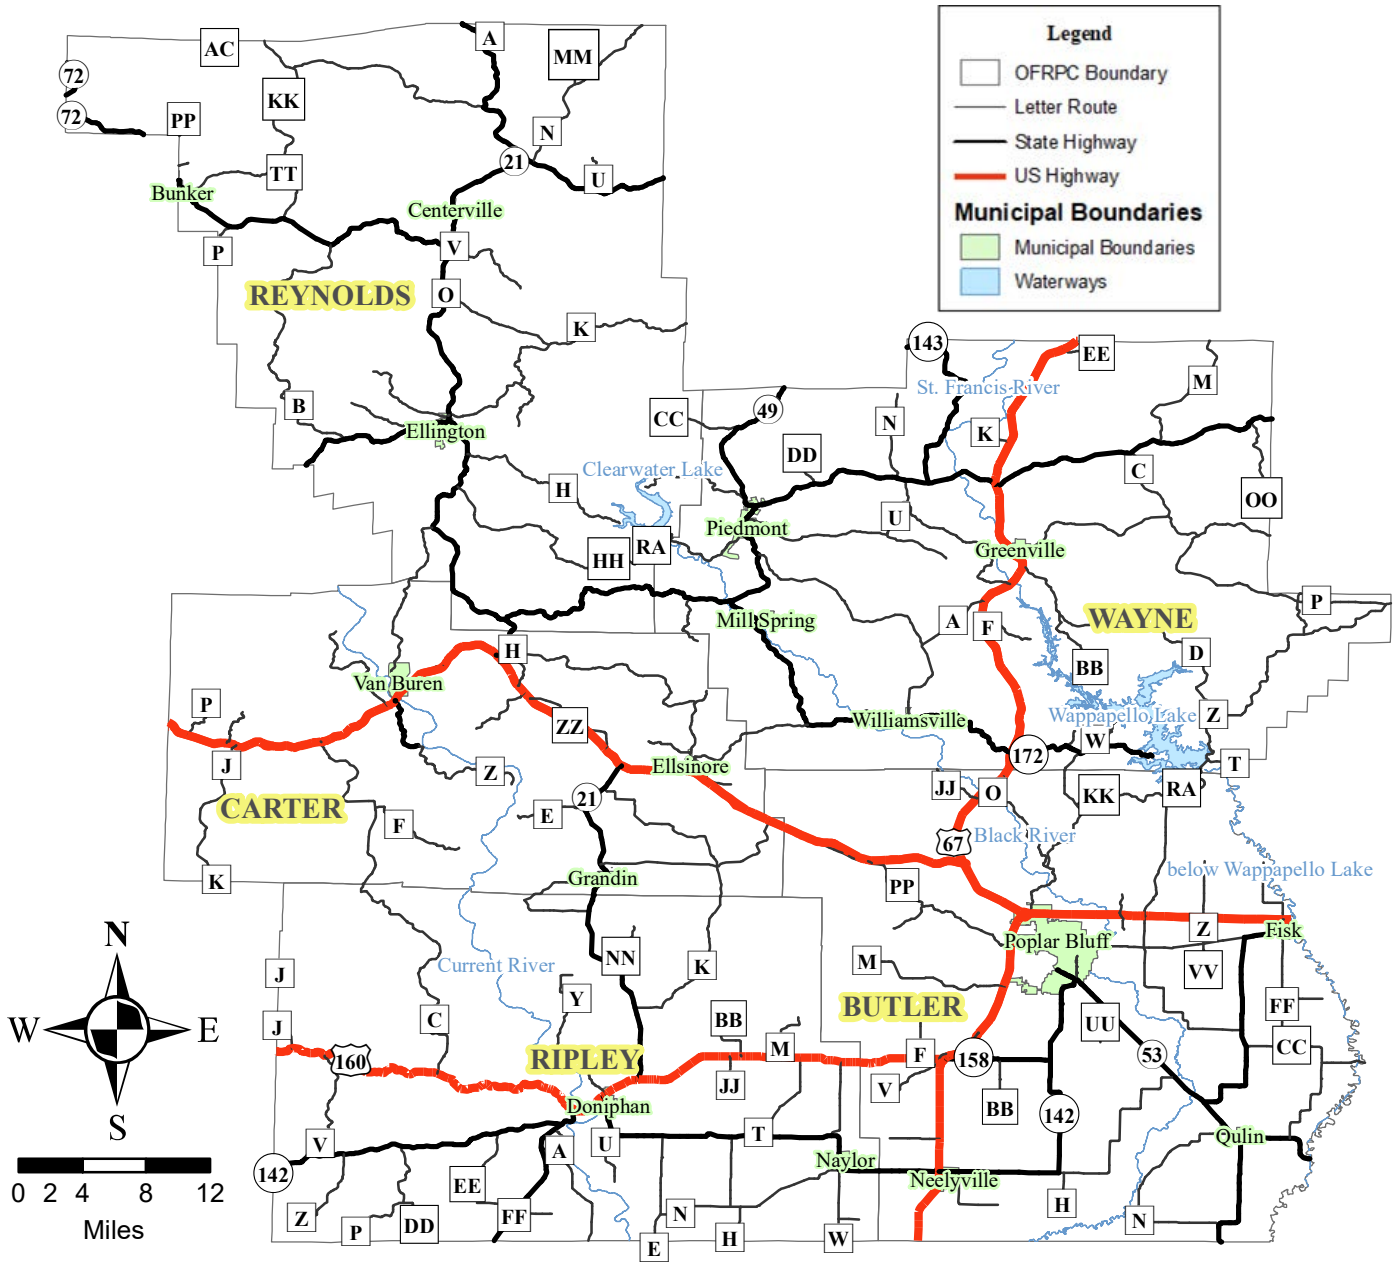 Legend
OFRPC Boundary
Letter Route
State Highway
US Highway
Municipal Boundaries
Municipal Boundaries
Waterways
AC
A
MM
72
KK
72
PP
N
21
TT
U
Bunker
Centerville
P
V
REYNOLDS
O
K
143
EE
St. Francis River
M
B
CC
49
N
K
Ellington
DD
Clearwater Lake
C
H
OO
U
Piedmont
RA
HH
Greenville
P
A
F
WAYNE
Mill Spring
H
BB
D
Van Buren
P
ZZ
Williamsville
Wappapello Lake
Z
W
172
J
Z
Ellsinore
T
JJ
O
KK
RA
CARTER
21
E
F
67
Black River
below Wappapello Lake
K
Grandin
PP
N
Z
Fisk
Poplar Bluff
J
Current River
NN
K
M
VV
Y
BUTLER
FF
J
C
BB
UU
W
E
160
RIPLEY
M
F
158
53
CC
JJ
V
Doniphan
BB
142
S
V
A
U
T
Qulin
142
Naylor
Neelyville
0 2 4 8 12
Miles
Z
P
DD
EE
FF
N
E
H
W
H
N